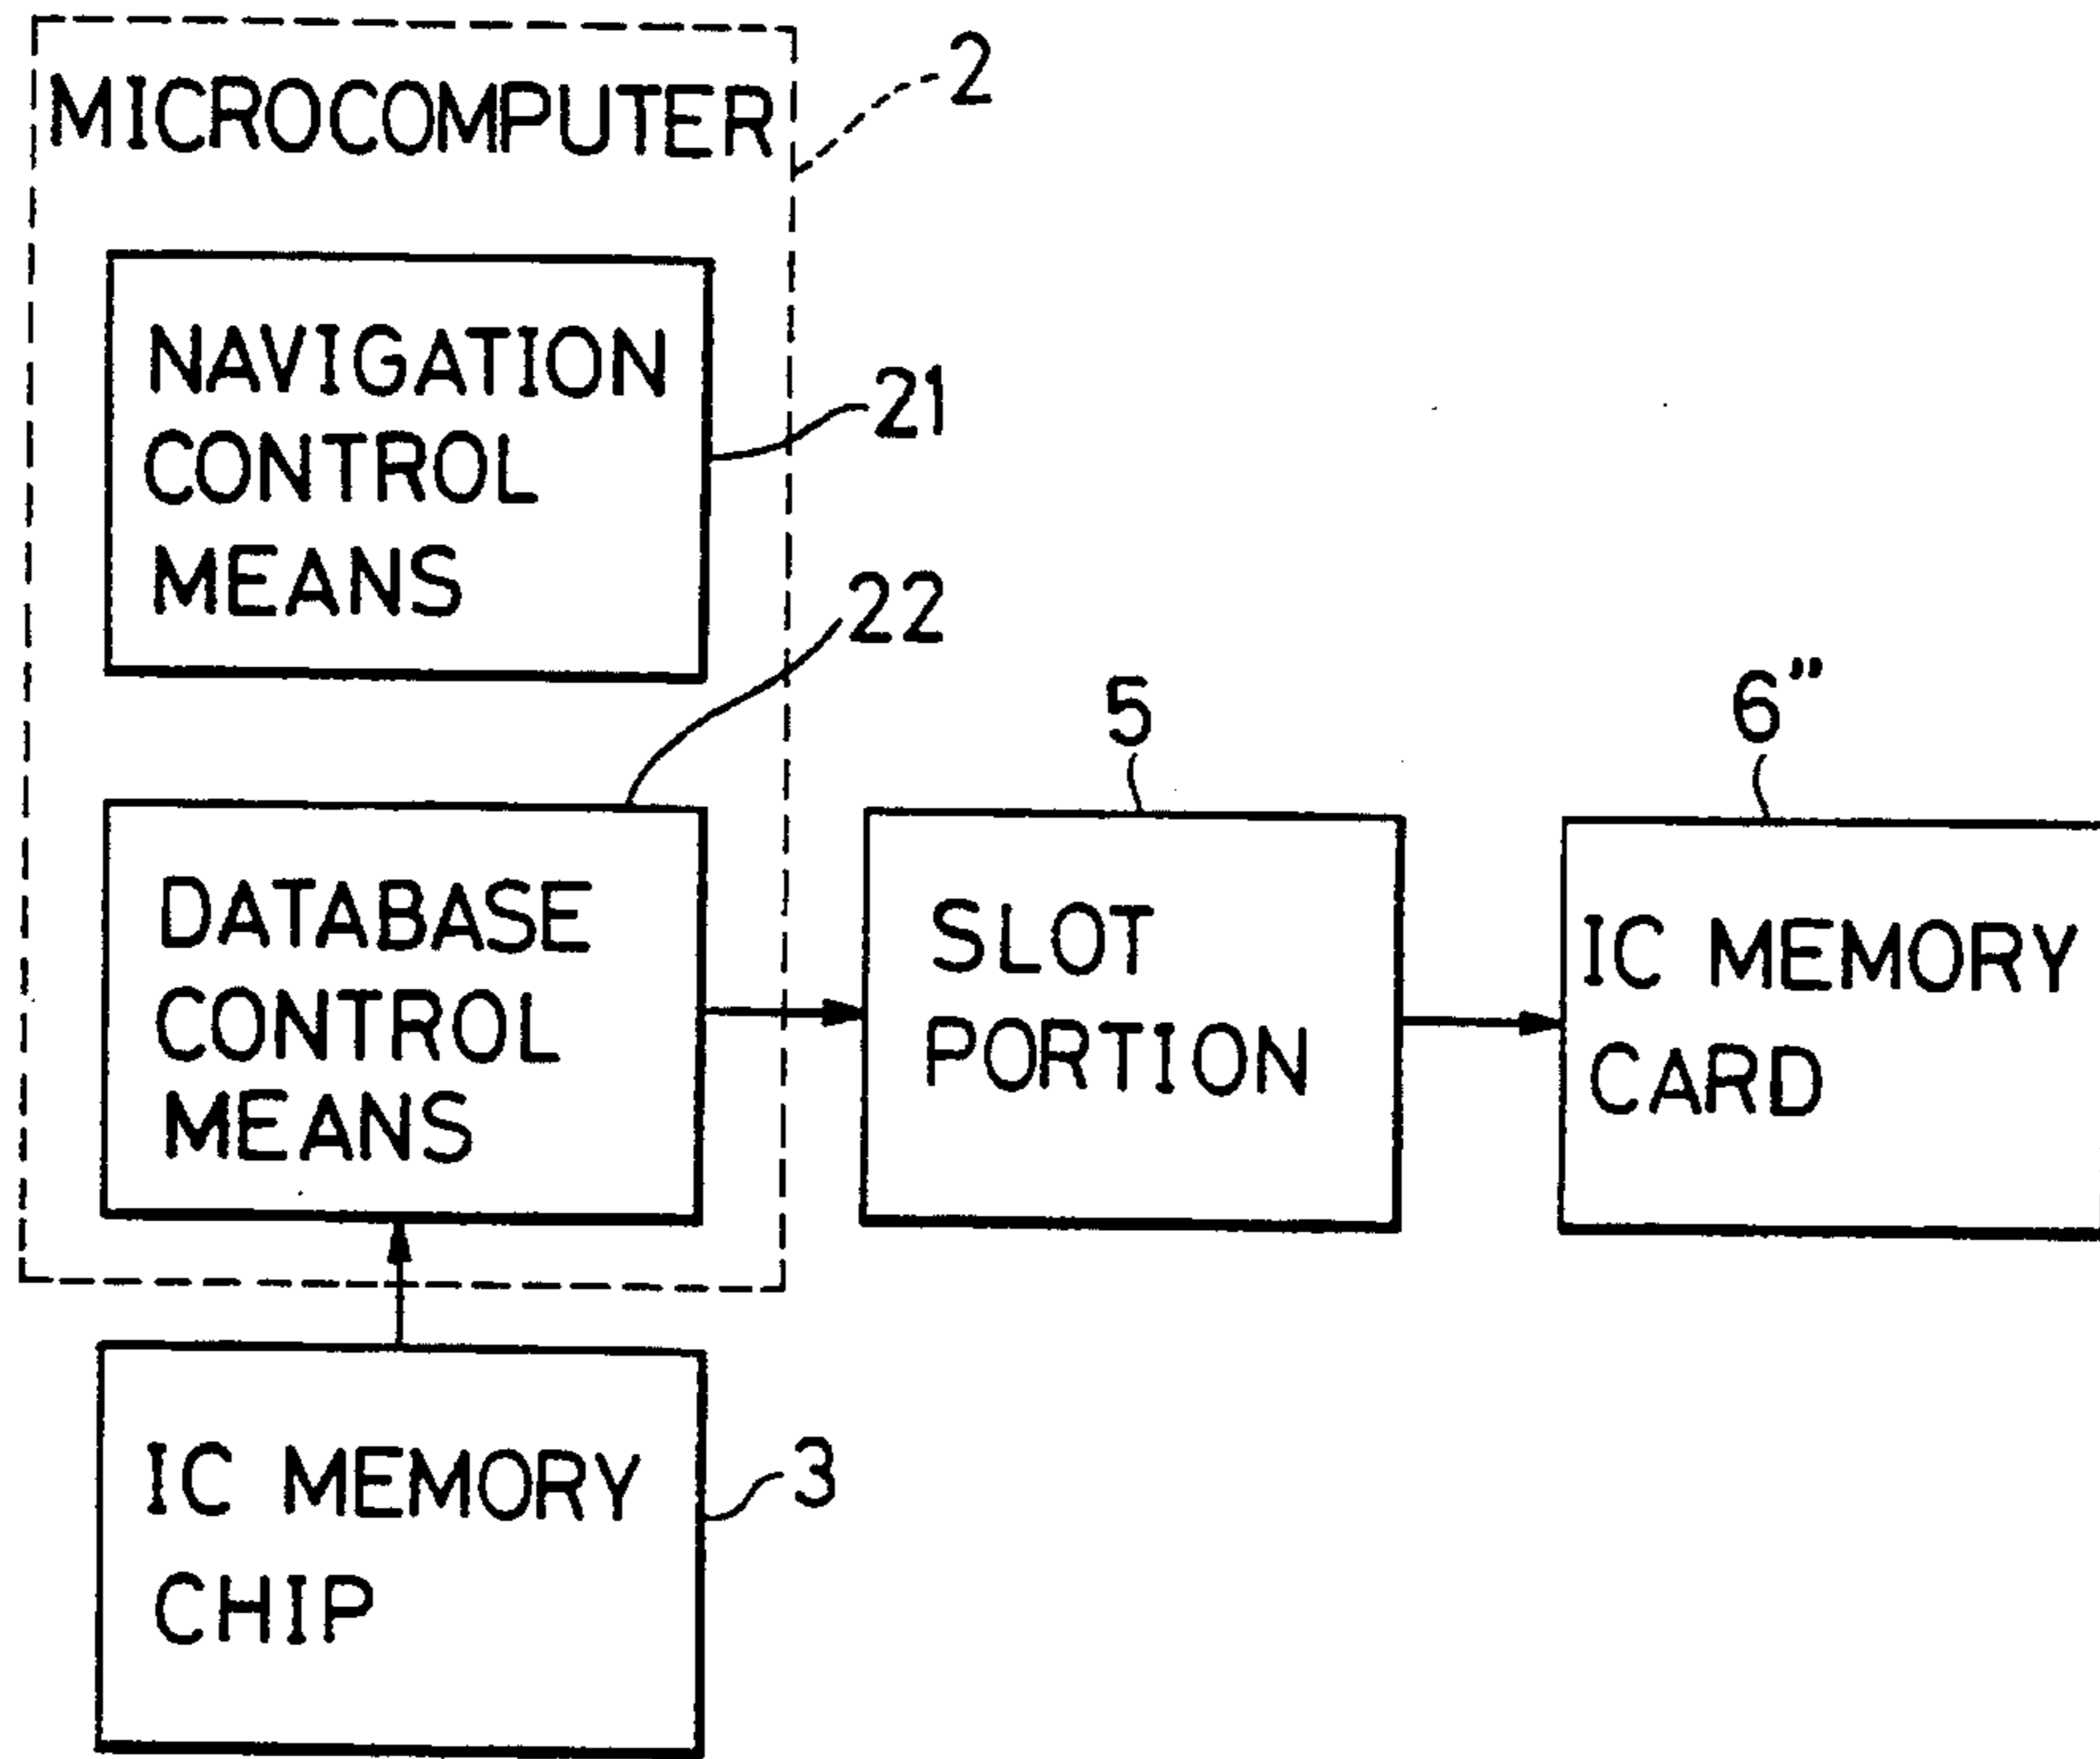 MICROCOMPUTER
2
NAVIGATION
CONTROL
MEANS
21
22
DATABASE
CONTROL
MEANS
5
SLOT
PORTION
6”
IC MEMORY
CARD
IC MEMORY
CHIP
3